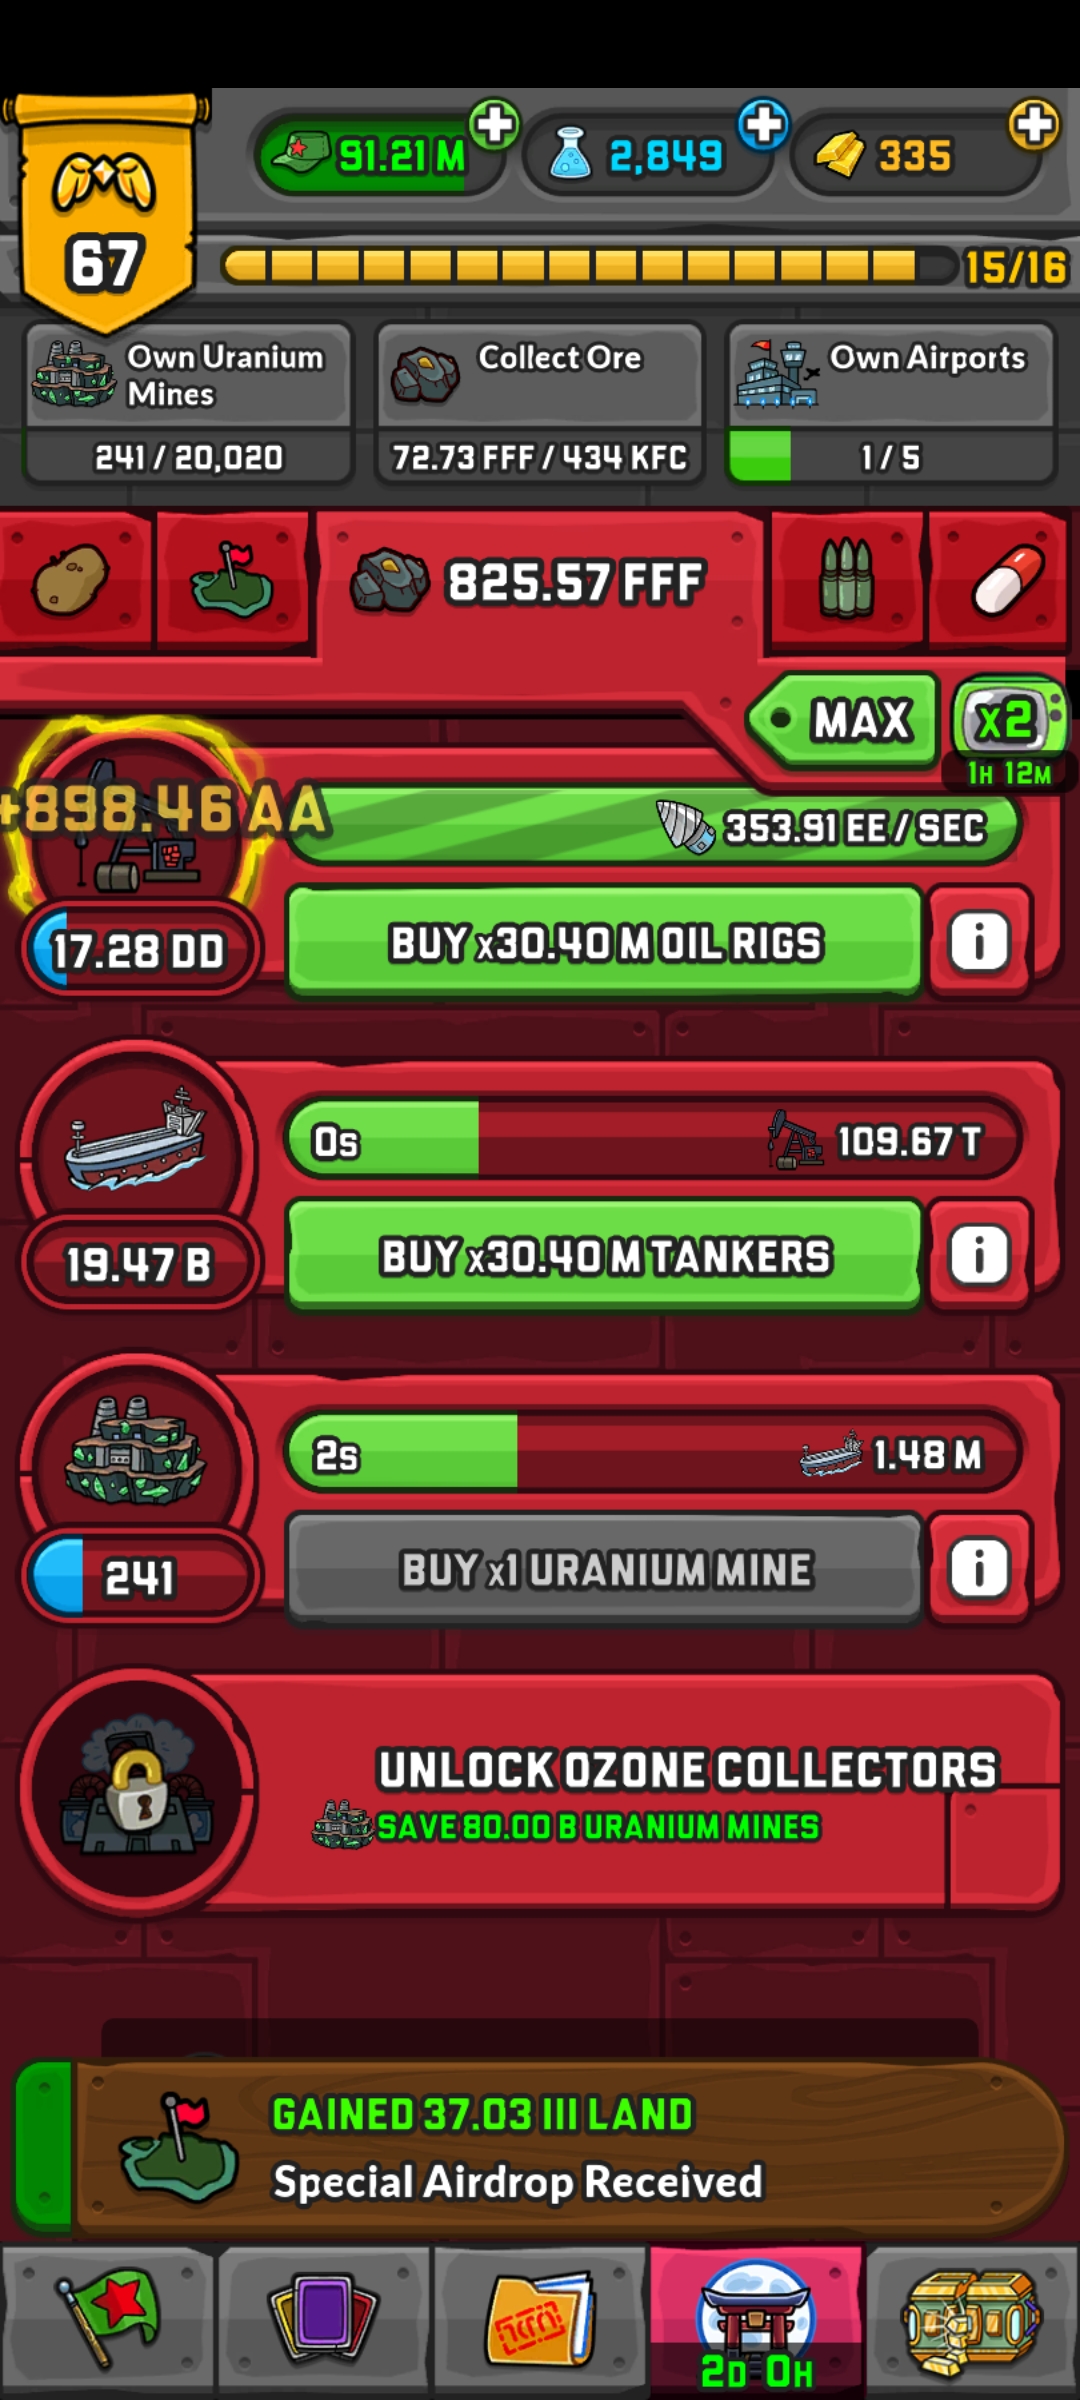 91.21 M
2,849
335
67
15/16
Own Uranium
Mines
241 / 20,020
Collect Ore
72.73 FFF / 434 KFC
Own Airports
1 / 5
825.57 FFF
MAX
x2
1H 12M
+898.46 AA
353.91 EE / SEC
17.28 DD
BUY x30.40 M OIL RIGS
i
0s
109.67 T
19.47 B
BUY x30.40 M TANKERS
i
2s
1.48 M
241
BUY x1 URANIUM MINE
i
UNLOCK OZONE COLLECTORS
SAVE 80.00 B URANIUM MINES
GAINED 37.03 III LAND
Special Airdrop Received
2D 0H